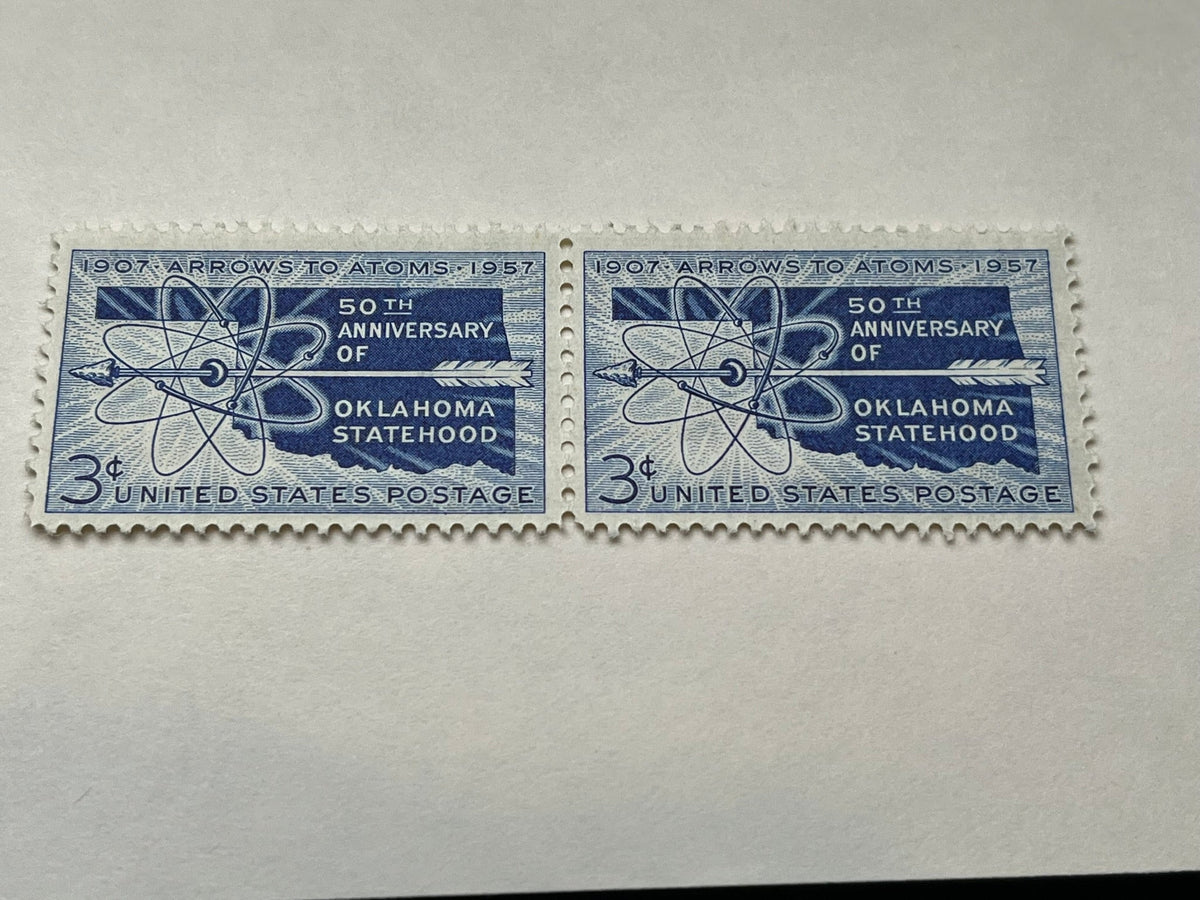 1907·ARROWS TO ATOMS·1957
50TH
ANNIVERSARY
OF
OKLAHOMA
STATEHOOD
3¢ UNITED STATES POSTAGE
1907·ARROWS TO ATOMS·1957
50TH
ANNIVERSARY
OF
OKLAHOMA
STATEHOOD
3¢ UNITED STATES POSTAGE